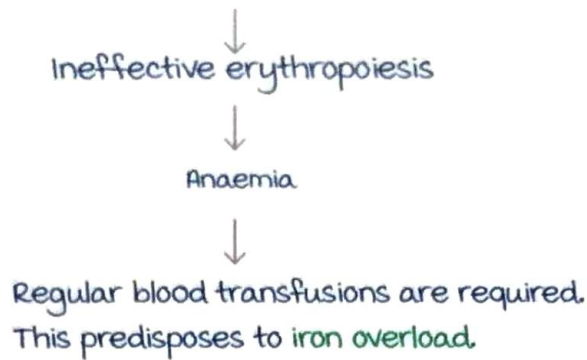 Ineffective erythropoiesis
Anaemia
Regular blood transfusions are required.
This predisposes to iron overload.